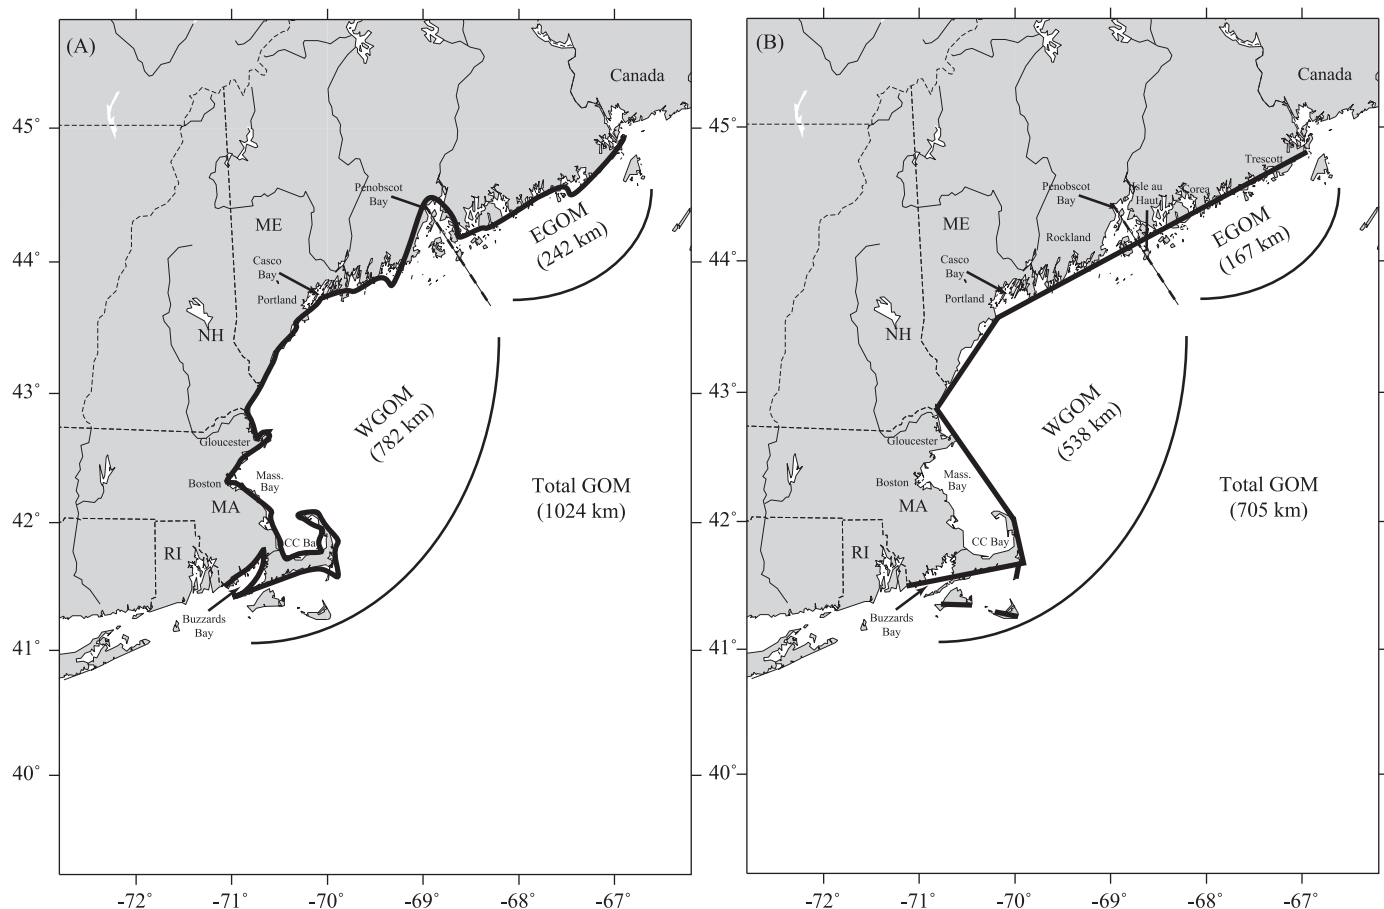 (A)
Canada
45°
Penobscot
Bay
ME
EGOM
(242 km)
44°
Casco
Bay
Portland
NH
43°
WGOM
(782 km)
Gloucester
Mass.
Bay
Boston
MA
Total GOM
(1024 km)
42°
CC Bay
RI
Buzzards
Bay
41°
40°
-72°
-71°
-70°
-69°
-68°
-67°
(B)
Canada
45°
Trescott
Penobscot
Bay
Isle au
Haut
Corea
ME
Rockland
EGOM
(167 km)
44°
Casco
Bay
Portland
NH
43°
WGOM
(538 km)
Gloucester
Mass.
Bay
Boston
MA
Total GOM
(705 km)
42°
CC Bay
RI
Buzzards
Bay
41°
40°
-72°
-71°
-70°
-69°
-68°
-67°